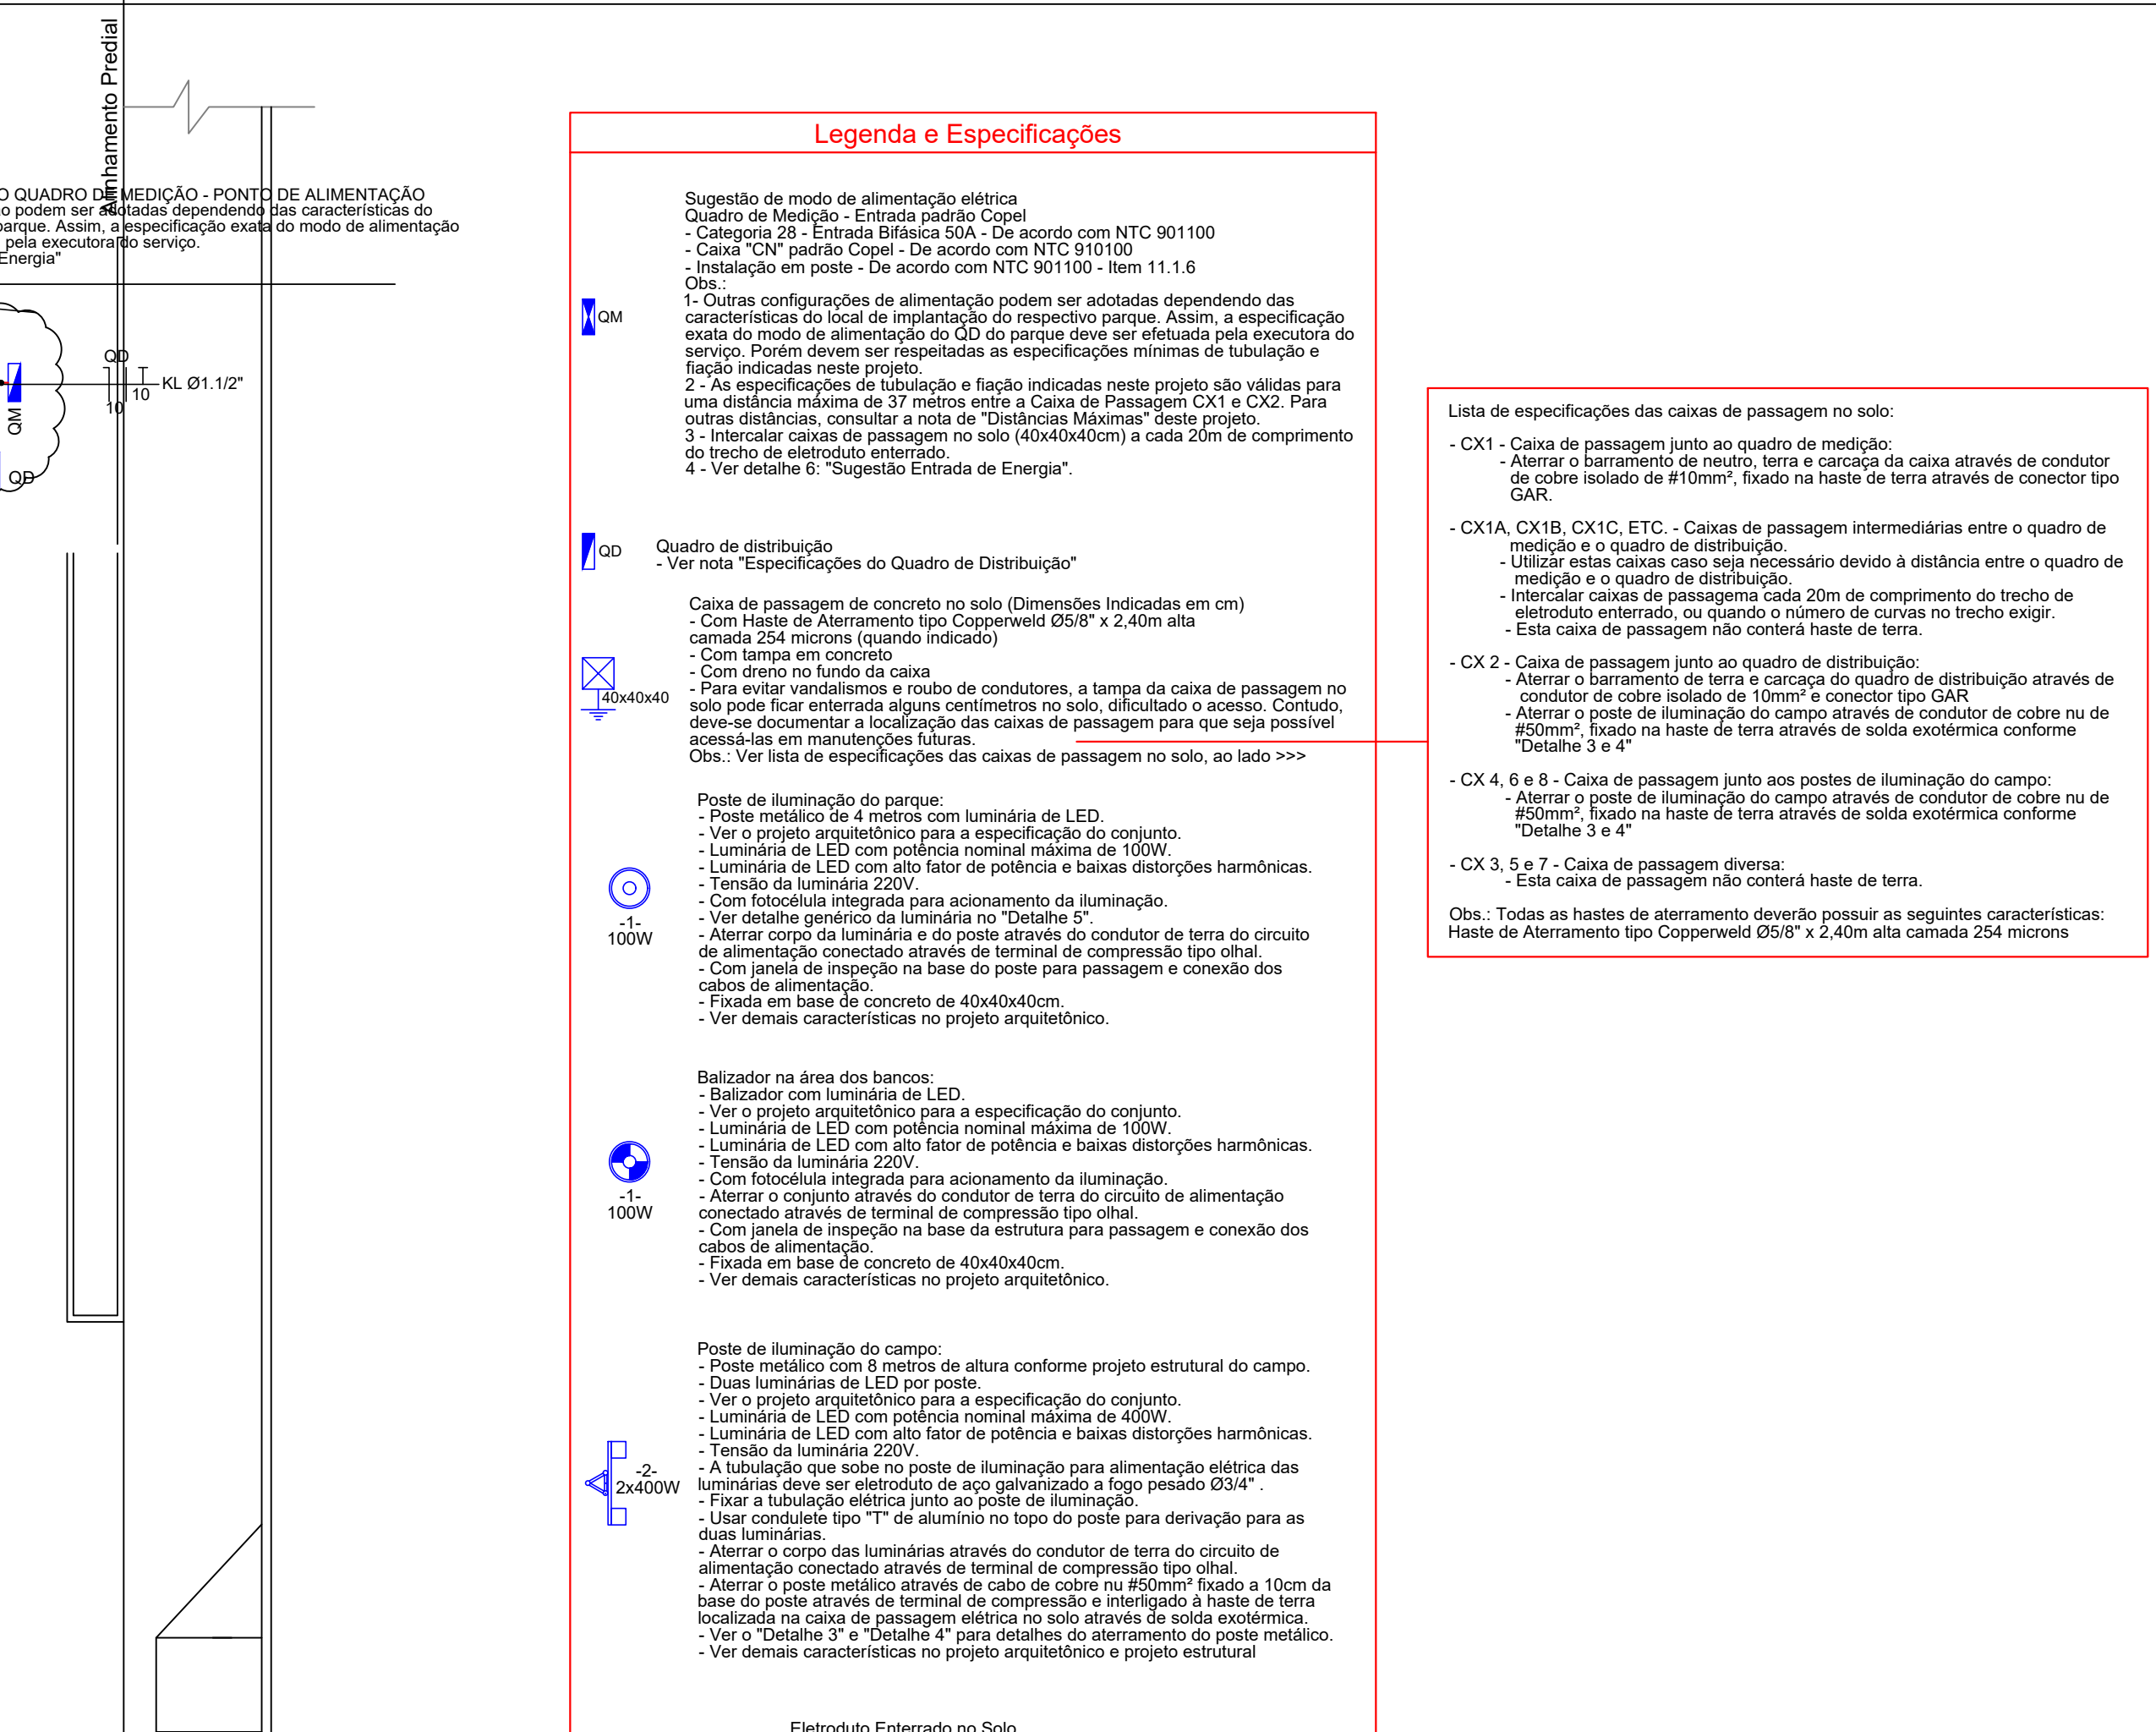 Alinhamento Predial
O QUADRO DE MEDIÇÃO - PONTO DE ALIMENTAÇÃO
o podem ser adotadas dependendo das características do
parque. Assim, a especificação exata do modo de alimentação
pela executora do serviço.
Energia"
QD
10
10
KL Ø1.1/2"
QM
QD
Legenda e Especificações
Sugestão de modo de alimentação elétrica
Quadro de Medição - Entrada padrão Copel
- Categoria 28 - Entrada Bifásica 50A - De acordo com NTC 901100
- Caixa "CN" padrão Copel - De acordo com NTC 910100
- Instalação em poste - De acordo com NTC 901100 - Item 11.1.6
Obs.:
1- Outras configurações de alimentação podem ser adotadas dependendo das
características do local de implantação do respectivo parque. Assim, a especificação
exata do modo de alimentação do QD do parque deve ser efetuada pela executora do
serviço. Porém devem ser respeitadas as especificações mínimas de tubulação e
fiação indicadas neste projeto.
2 - As especificações de tubulação e fiação indicadas neste projeto são válidas para
uma distância máxima de 37 metros entre a Caixa de Passagem CX1 e CX2. Para
outras distâncias, consultar a nota de "Distâncias Máximas" deste projeto.
3 - Intercalar caixas de passagem no solo (40x40x40cm) a cada 20m de comprimento
do trecho de eletroduto enterrado.
4 - Ver detalhe 6: "Sugestão Entrada de Energia".
QM
QD
Quadro de distribuição
- Ver nota "Especificações do Quadro de Distribuição"
Caixa de passagem de concreto no solo (Dimensões Indicadas em cm)
- Com Haste de Aterramento tipo Copperweld Ø5/8" x 2,40m alta
camada 254 microns (quando indicado)
- Com tampa em concreto
- Com dreno no fundo da caixa
- Para evitar vandalismos e roubo de condutores, a tampa da caixa de passagem no
solo pode ficar enterrada alguns centímetros no solo, dificultado o acesso. Contudo,
deve-se documentar a localização das caixas de passagem para que seja possível
acessá-las em manutenções futuras.
Obs.: Ver lista de especificações das caixas de passagem no solo, ao lado >>>
40x40x40
Poste de iluminação do parque:
- Poste metálico de 4 metros com luminária de LED.
- Ver o projeto arquitetônico para a especificação do conjunto.
- Luminária de LED com potência nominal máxima de 100W.
- Luminária de LED com alto fator de potência e baixas distorções harmônicas.
- Tensão da luminária 220V.
- Com fotocélula integrada para acionamento da iluminação.
- Ver detalhe genérico da luminária no "Detalhe 5".
- Aterrar corpo da luminária e do poste através do condutor de terra do circuito
de alimentação conectado através de terminal de compressão tipo olhal.
- Com janela de inspeção na base do poste para passagem e conexão dos
cabos de alimentação.
- Fixada em base de concreto de 40x40x40cm.
- Ver demais características no projeto arquitetônico.
-1-
100W
Balizador na área dos bancos:
- Balizador com luminária de LED.
- Ver o projeto arquitetônico para a especificação do conjunto.
- Luminária de LED com potência nominal máxima de 100W.
- Luminária de LED com alto fator de potência e baixas distorções harmônicas.
- Tensão da luminária 220V.
- Com fotocélula integrada para acionamento da iluminação.
- Aterrar o conjunto através do condutor de terra do circuito de alimentação
conectado através de terminal de compressão tipo olhal.
- Com janela de inspeção na base da estrutura para passagem e conexão dos
cabos de alimentação.
- Fixada em base de concreto de 40x40x40cm.
- Ver demais características no projeto arquitetônico.
-1-
100W
Poste de iluminação do campo:
- Poste metálico com 8 metros de altura conforme projeto estrutural do campo.
- Duas luminárias de LED por poste.
- Ver o projeto arquitetônico para a especificação do conjunto.
- Luminária de LED com potência nominal máxima de 400W.
- Luminária de LED com alto fator de potência e baixas distorções harmônicas.
- Tensão da luminária 220V.
- A tubulação que sobe no poste de iluminação para alimentação elétrica das
luminárias deve ser eletroduto de aço galvanizado a fogo pesado Ø3/4" .
- Fixar a tubulação elétrica junto ao poste de iluminação.
- Usar condulete tipo "T" de alumínio no topo do poste para derivação para as
duas luminárias.
- Aterrar o corpo das luminárias através do condutor de terra do circuito de
alimentação conectado através de terminal de compressão tipo olhal.
- Aterrar o poste metálico através de cabo de cobre nu #50mm² fixado a 10cm da
base do poste através de terminal de compressão e interligado à haste de terra
localizada na caixa de passagem elétrica no solo através de solda exotérmica.
- Ver o "Detalhe 3" e "Detalhe 4" para detalhes do aterramento do poste metálico.
- Ver demais características no projeto arquitetônico e projeto estrutural
-2-
2x400W
Eletroduto Enterrado no Solo
Lista de especificações das caixas de passagem no solo:
- CX1 - Caixa de passagem junto ao quadro de medição:
- Aterrar o barramento de neutro, terra e carcaça da caixa através de condutor
de cobre isolado de #10mm², fixado na haste de terra através de conector tipo
GAR.
- CX1A, CX1B, CX1C, ETC. - Caixas de passagem intermediárias entre o quadro de
medição e o quadro de distribuição.
- Utilizar estas caixas caso seja necessário devido à distância entre o quadro de
medição e o quadro de distribuição.
- Intercalar caixas de passagema cada 20m de comprimento do trecho de
eletroduto enterrado, ou quando o número de curvas no trecho exigir.
- Esta caixa de passagem não conterá haste de terra.
- CX 2 - Caixa de passagem junto ao quadro de distribuição:
- Aterrar o barramento de terra e carcaça do quadro de distribuição através de
condutor de cobre isolado de 10mm² e conector tipo GAR
- Aterrar o poste de iluminação do campo através de condutor de cobre nu de
#50mm², fixado na haste de terra através de solda exotérmica conforme
"Detalhe 3 e 4"
- CX 4, 6 e 8 - Caixa de passagem junto aos postes de iluminação do campo:
- Aterrar o poste de iluminação do campo através de condutor de cobre nu de
#50mm², fixado na haste de terra através de solda exotérmica conforme
"Detalhe 3 e 4"
- CX 3, 5 e 7 - Caixa de passagem diversa:
- Esta caixa de passagem não conterá haste de terra.
Obs.: Todas as hastes de aterramento deverão possuir as seguintes características:
Haste de Aterramento tipo Copperweld Ø5/8" x 2,40m alta camada 254 microns